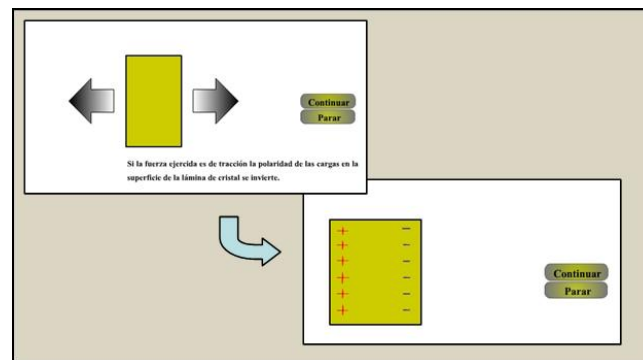 Continuar
Parar
Si la fuerza ejercida es de tracción la polaridad de las cargas en la
superficie de la lámina de cristal se invierte.
+ −
+ −
+ −
+ −
+ −
+ −
Continuar
Parar